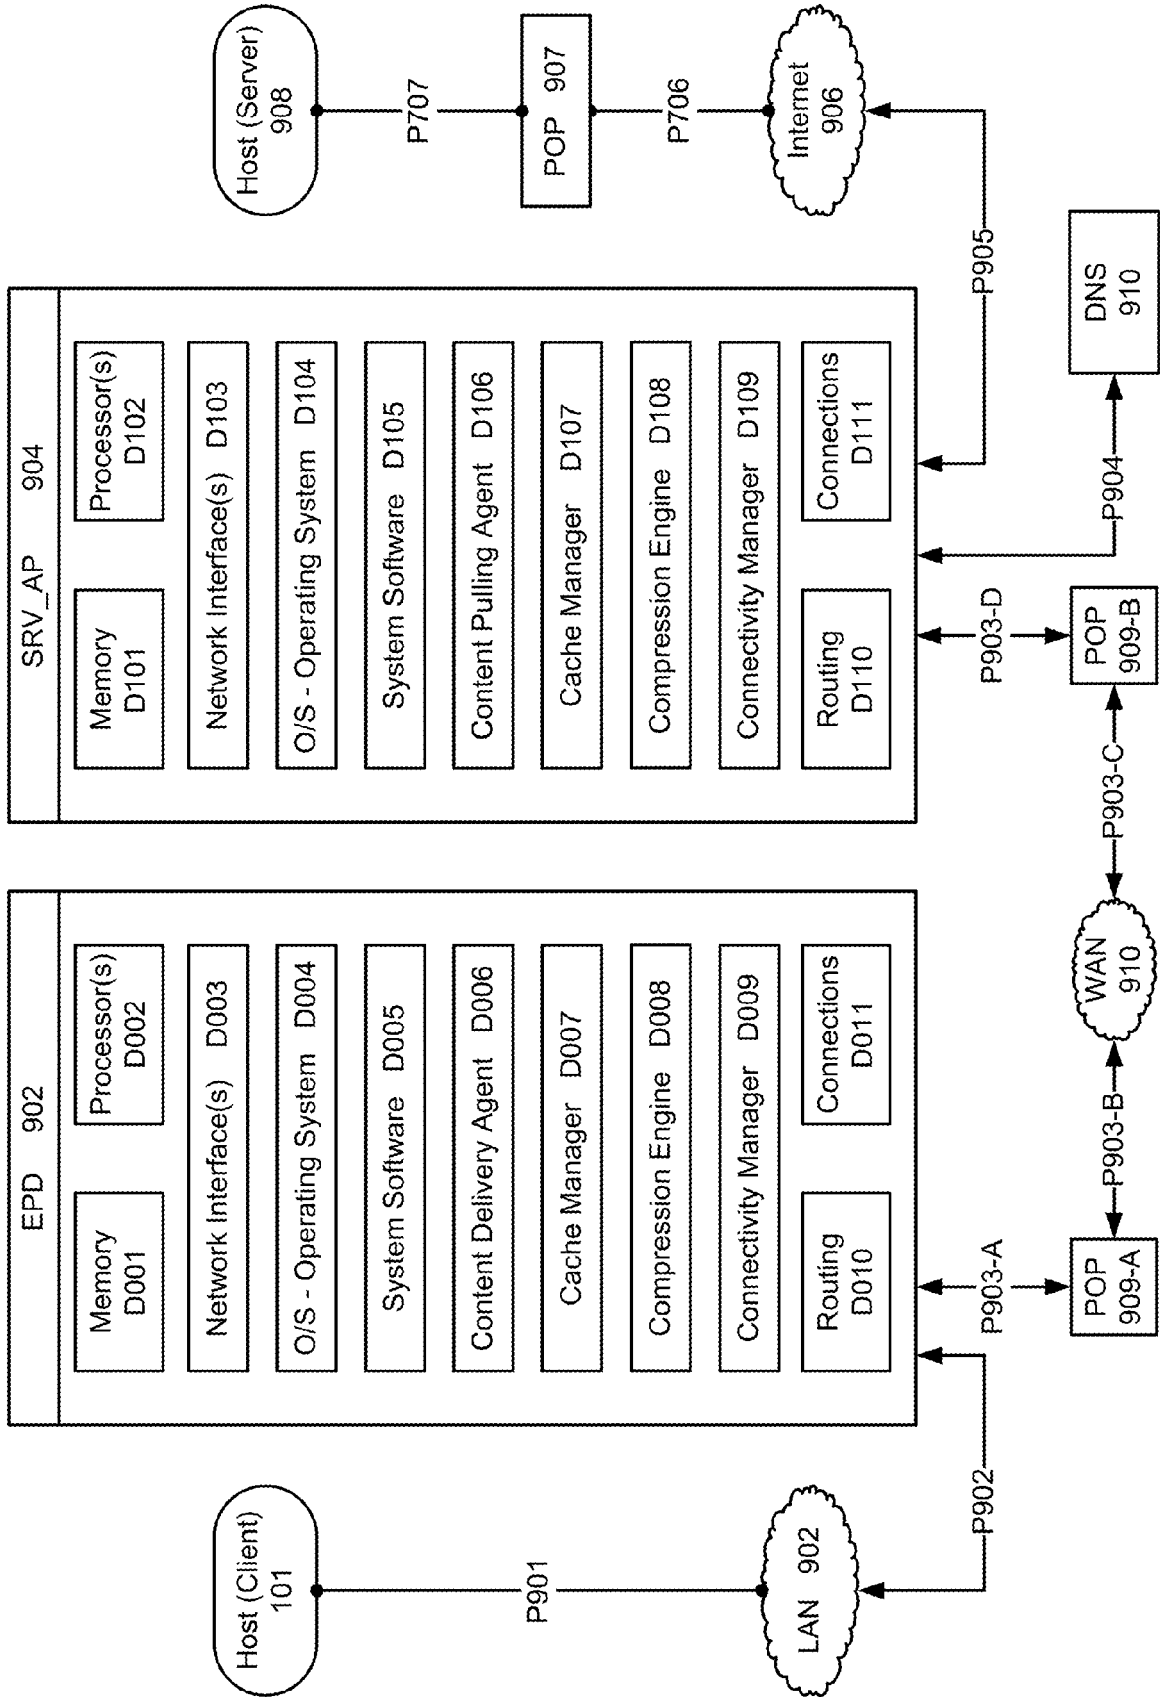 Host (Client)
101
P901
LAN 902
P902
EPD 902
Memory
D001
Processor(s)
D002
Network Interface(s) D003
O/S - Operating System D004
System Software D005
Content Delivery Agent D006
Cache Manager D007
Compression Engine D008
Connectivity Manager D009
Routing
D010
Connections
D011
P903-A
POP
909-A
P903-B
WAN
910
P903-C
POP
909-B
P903-D
SRV_AP 904
Memory
D101
Processor(s)
D102
Network Interface(s) D103
O/S - Operating System D104
System Software D105
Content Pulling Agent D106
Cache Manager D107
Compression Engine D108
Connectivity Manager D109
Routing
D110
Connections
D111
P904
DNS
910
P905
Host (Server)
908
P707
POP 907
P706
Internet
906